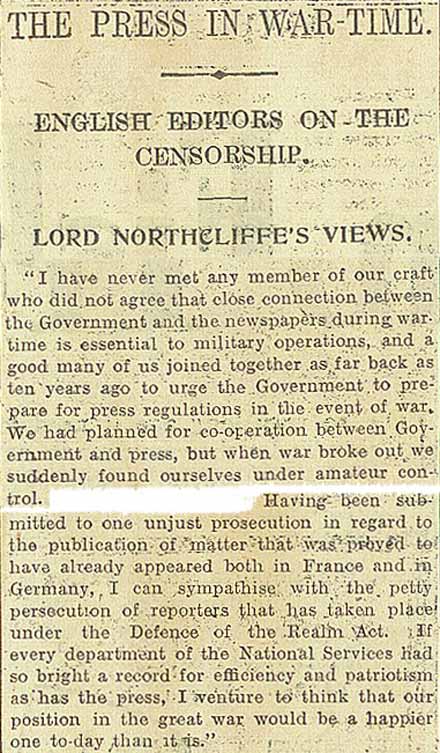 THE PRESS IN WAR-TIME.
ENGLISH EDITORS ON THE
CENSORSHIP.
LORD NORTHCLIFFE'S VIEWS.
"I have never met any member of our craft
who did not agree that close connection between
the Government and the newspapers during war-
time is essential to military operations, and a
good many of us joined together as far back as
ten years ago to urge the Government to pre-
pare for press regulations in the event of war.
We had planned for co-operation between Gov-
ernment and press, but when war broke out we
suddenly found ourselves under amateur con-
trol. Having been sub-
mitted to one unjust prosecution in regard to
the publication of matter that was proved to
have already appeared both in France and in
Germany, I can sympathise with the petty
persecution of reporters that has taken place
under the Defence of the Realm Act. If
every department of the National Services had
so bright a record for efficiency and patriotism
as has the press, I venture to think that our
position in the great war would be a happier
one to-day than it is."